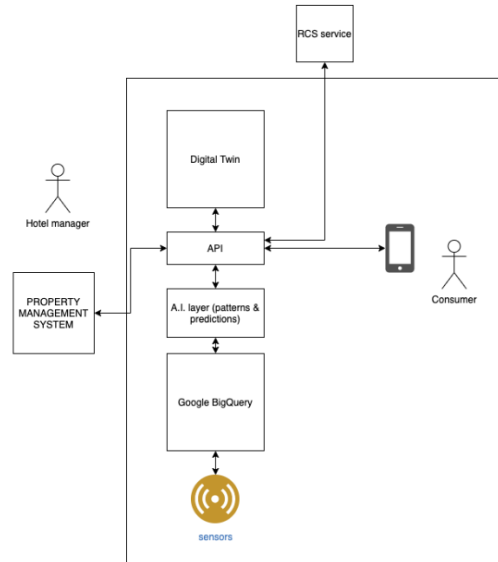 RCS service
Digital Twin
Hotel manager
API
PROPERTY
MANAGEMENT
SYSTEM
A.I. layer (patterns &
predictions)
Consumer
Google BigQuery
sensors